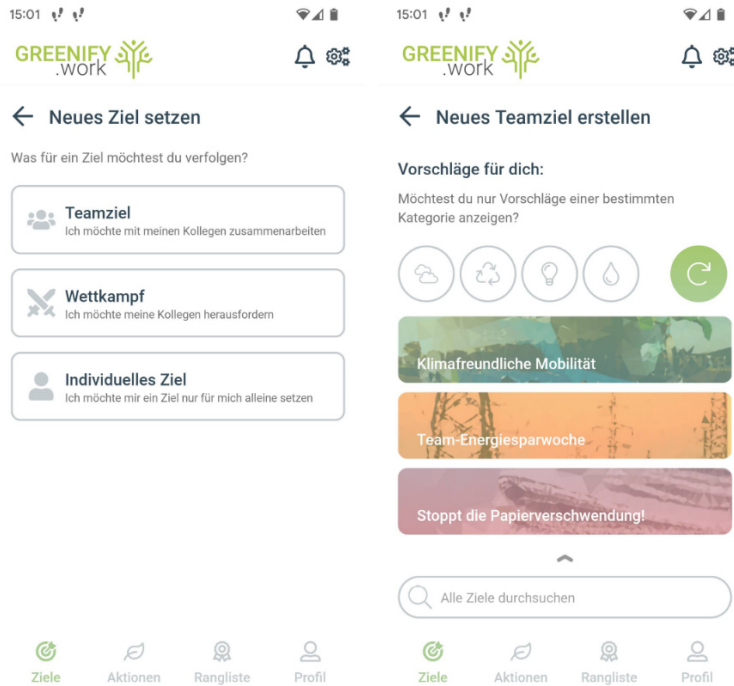 15:01
GREENIFY
.work
Neues Ziel setzen
Was für ein Ziel möchtest du verfolgen?
Teamziel
Ich möchte mit meinen Kollegen zusammenarbeiten
Wettkampf
Ich möchte meine Kollegen herausfordern
Individuelles Ziel
Ich möchte mir ein Ziel nur für mich alleine setzen
Ziele
Aktionen
Rangliste
Profil
15:01
GREENIFY
.work
Neues Teamziel erstellen
Vorschläge für dich:
Möchtest du nur Vorschläge einer bestimmten
Kategorie anzeigen?
Klimafreundliche Mobilität
Team-Energiesparwoche
Stoppt die Papierverschwendung!
Alle Ziele durchsuchen
Ziele
Aktionen
Rangliste
Profil